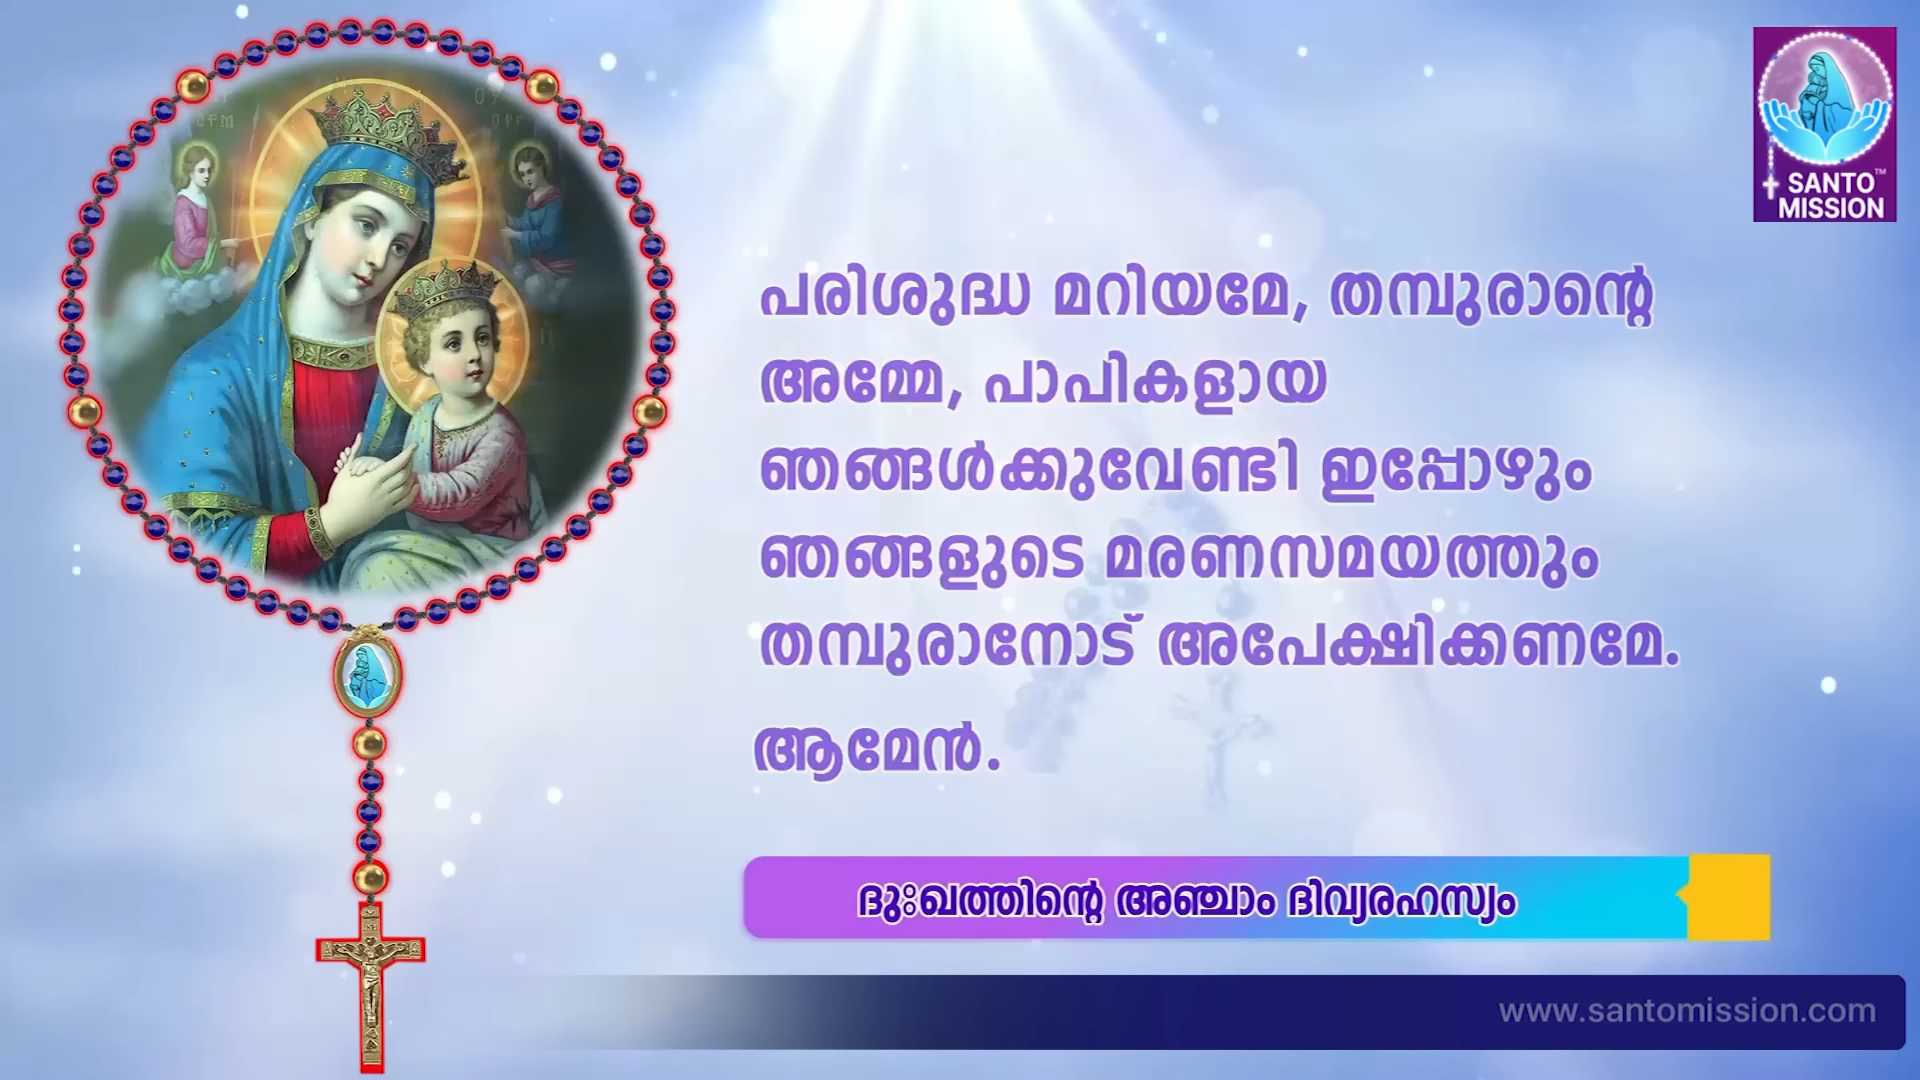 SANTO™
MISSION
പരിശുദ്ധ മറിയമേ, തമ്പുരാന്റെ
അമ്മേ, പാപികളായ
ഞങ്ങൾക്കുവേണ്ടി ഇപ്പോഴും
ഞങ്ങളുടെ മരണസമയത്തും
തമ്പുരാനോട് അപേക്ഷിക്കണമേ.
ആമേൻ.
ദുഃഖത്തിന്റെ അഞ്ചാം ദിവ്യരഹസ്യം
www.santomission.com